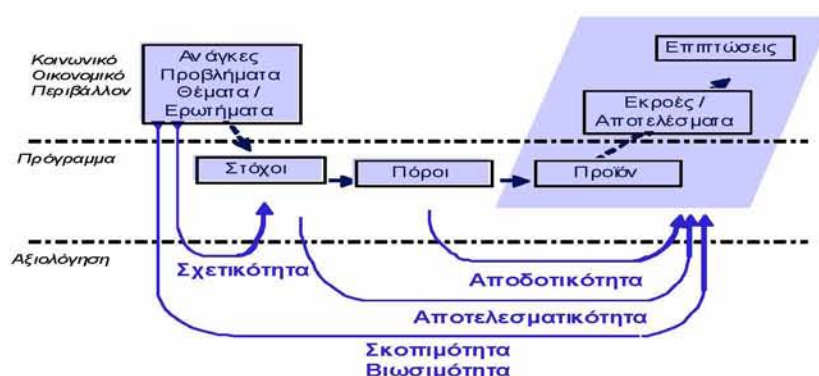 Κοινωνικό
Οικονομικό
Περιβάλλον
Ανάγκες
Προβλήματα
Θέματα /
Ερωτήματα
Επιπτώσεις
Εκροές /
Αποτελέσματα
Πρόγραμμα
Στόχοι
Πόροι
Προϊόν
Αξιολόγηση
Σχετικότητα
Αποδοτικότητα
Αποτελεσματικότητα
Σκοπιμότητα
Βιωσιμότητα